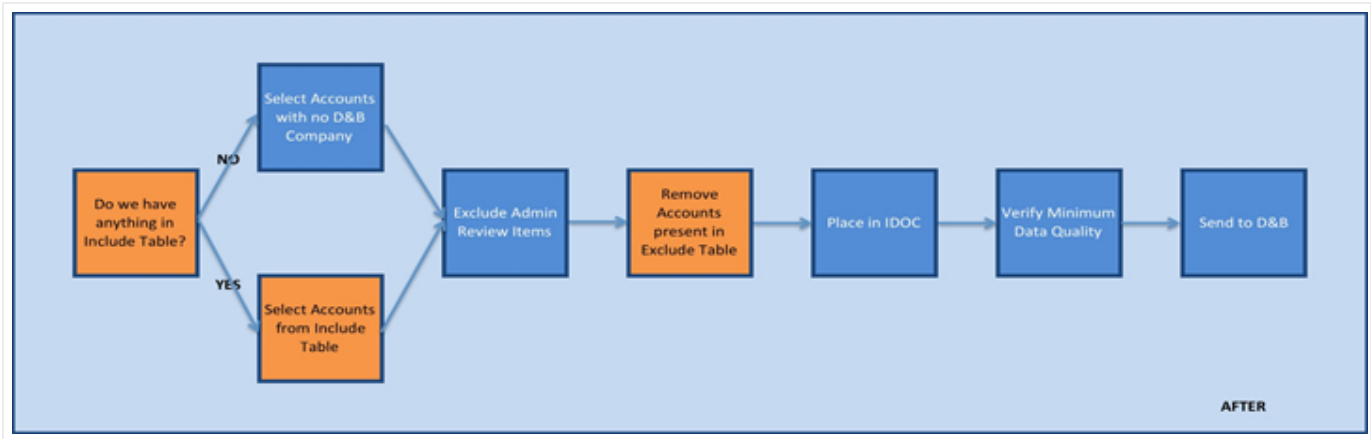 Do we have
anything in
Include Table?
NO
YES
Select Accounts
with no D&B
Company
Select Accounts
from Include
Table
Exclude Admin
Review Items
Remove
Accounts
present in
Exclude Table
Place in IDOC
Verify Minimum
Data Quality
Send to D&B
AFTER